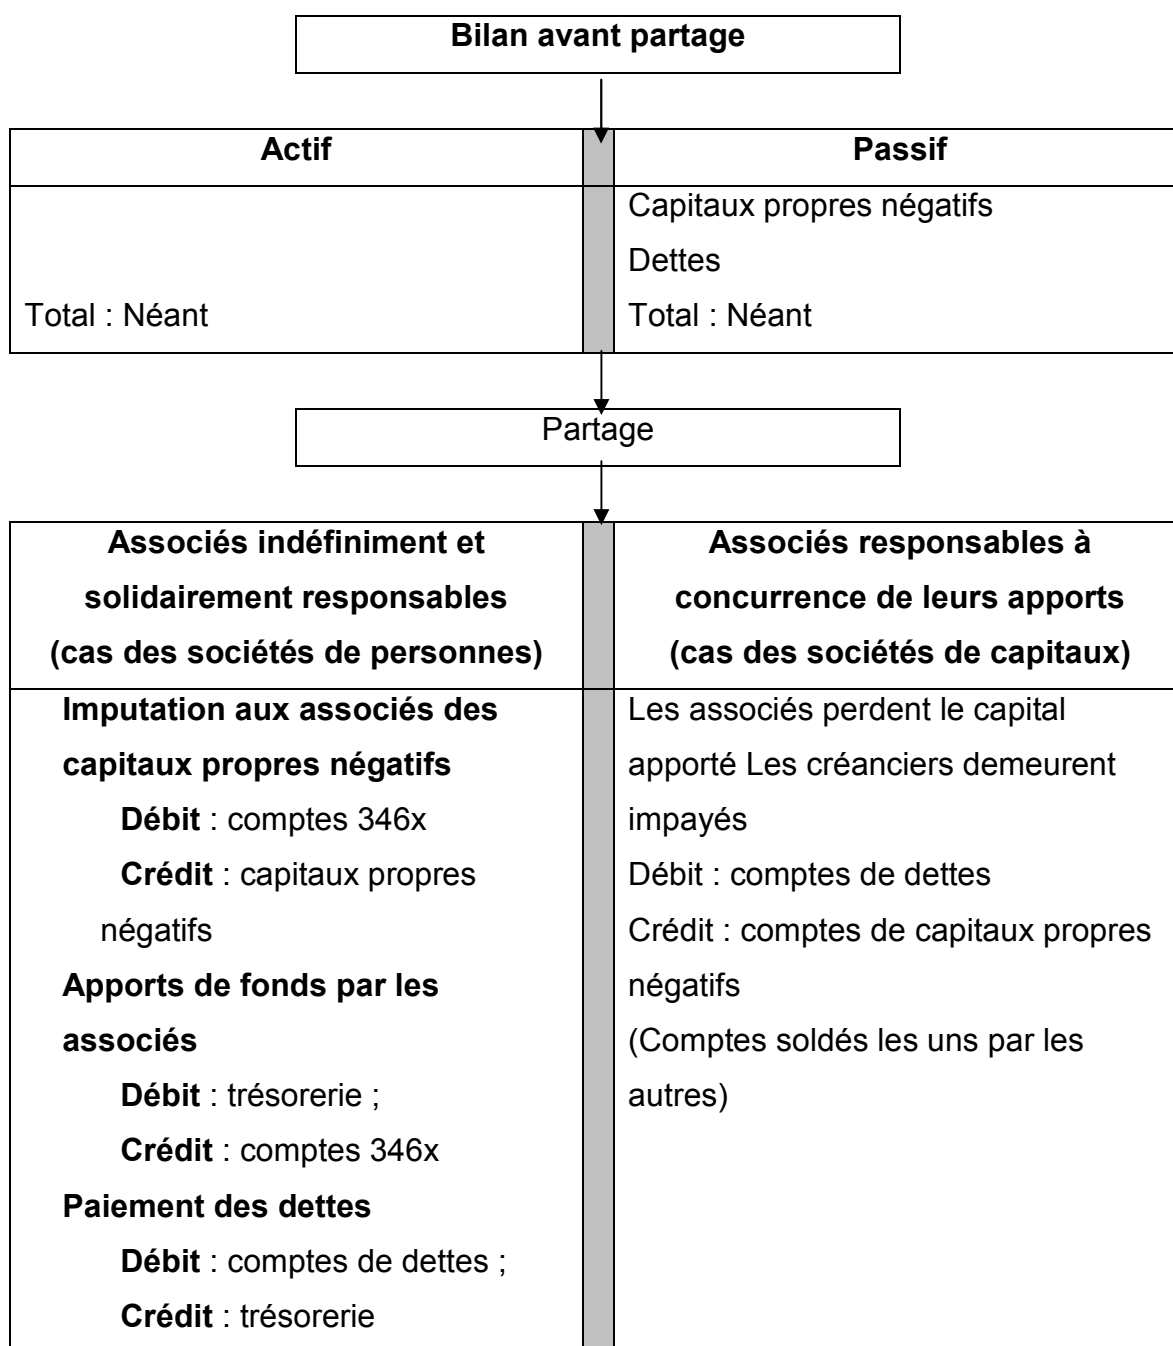 Bilan avant partage
Actif
Passif
Capitaux propres négatifs
Dettes
Total : Néant
Total : Néant
Partage
Associés indéfiniment et
solidairement responsables
(cas des sociétés de personnes)
Associés responsables à
concurrence de leurs apports
(cas des sociétés de capitaux)
Imputation aux associés des
capitaux propres négatifs
Débit : comptes 346x
Crédit : capitaux propres
négatifs
Apports de fonds par les
associés
Débit : trésorerie ;
Crédit : comptes 346x
Paiement des dettes
Débit : comptes de dettes ;
Crédit : trésorerie
Les associés perdent le capital
apporté Les créanciers demeurent
impayés
Débit : comptes de dettes
Crédit : comptes de capitaux propres
négatifs
(Comptes soldés les uns par les
autres)